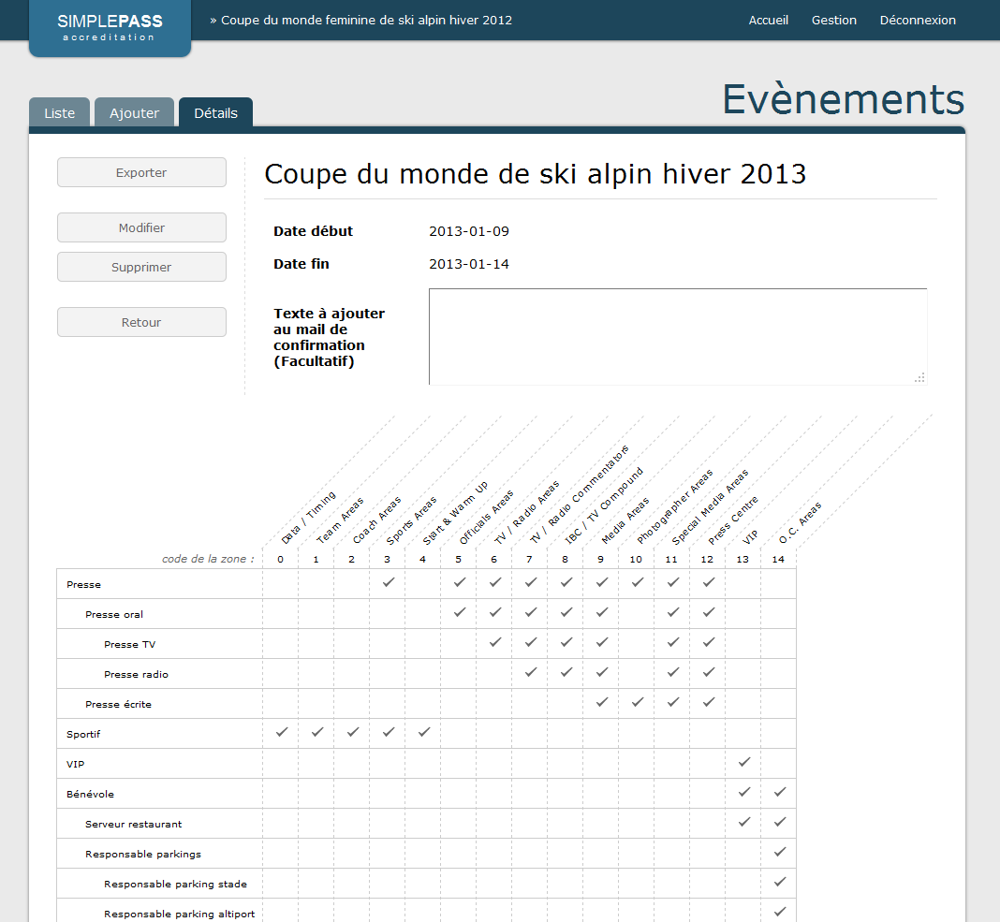 SIMPLEPASS
accreditation
» Coupe du monde feminine de ski alpin hiver 2012
Accueil Gestion Déconnexion
Evènements
Liste Ajouter Détails
Exporter
Modifier
Supprimer
Retour
Coupe du monde de ski alpin hiver 2013
Date début 2013-01-09
Date fin 2013-01-14
Texte à ajouter
au mail de
confirmation
(Facultatif)
Data / Timing
Team Areas
Coach Areas
Sports Areas
Start & Warm Up
Officials Areas
TV / Radio Areas
TV / Radio Commentators
IBC / TV Compound
Media Areas
Photographer Areas
Special Media Areas
Press Centre
VIP
O.C. Areas
code de la zone : 0 1 2 3 4 5 6 7 8 9 10 11 12 13 14
Presse
Presse oral
Presse TV
Presse radio
Presse écrite
Sportif
VIP
Bénévole
Serveur restaurant
Responsable parkings
Responsable parking stade
Responsable parking altiport